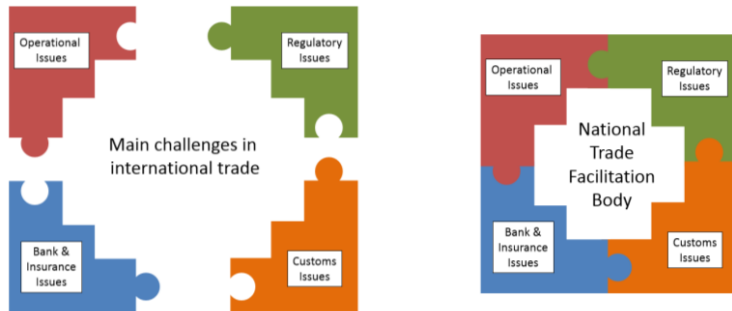 Operational
Issues
Regulatory
Issues
Main challenges in
international trade
Bank &
Insurance
Issues
Customs
Issues
Operational
Issues
Regulatory
Issues
National
Trade
Facilitation
Body
Bank &
Insurance
Issues
Customs
Issues